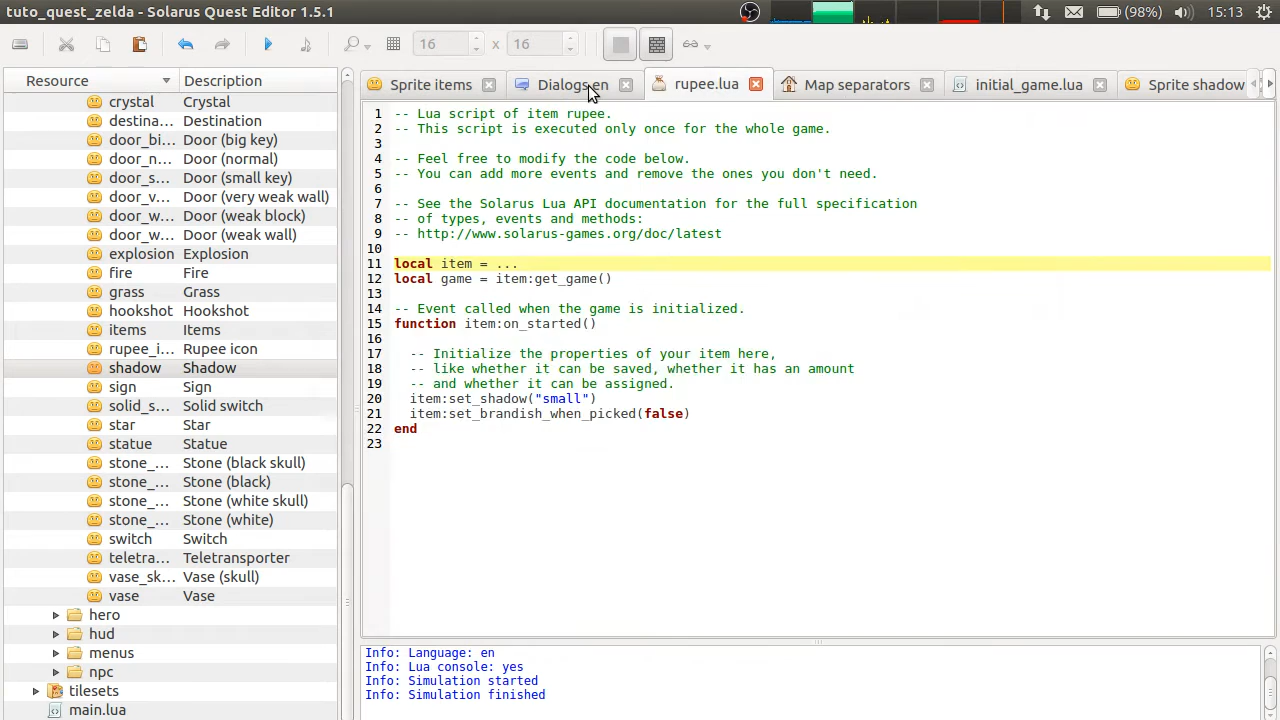 tuto_quest_zelda - Solarus Quest Editor 1.5.1
(98%)
15:13
16 x 16
Resource
Description
Sprite items
Dialogs en
rupee.lua
Map separators
initial_game.lua
Sprite shadow
crystal Crystal
destina... Destination
door_bi... Door (big key)
door_n... Door (normal)
door_s... Door (small key)
door_v... Door (very weak wall)
door_w... Door (weak block)
door_w... Door (weak wall)
explosion Explosion
fire Fire
grass Grass
hookshot Hookshot
items Items
rupee_i... Rupee icon
shadow Shadow
sign Sign
solid_s... Solid switch
star Star
statue Statue
stone_... Stone (black skull)
stone_... Stone (black)
stone_... Stone (white skull)
stone_... Stone (white)
switch Switch
teletra... Teletransporter
vase_sk... Vase (skull)
vase Vase
hero
hud
menus
npc
tilesets
main.lua
1 -- Lua script of item rupee.
2 -- This script is executed only once for the whole game.
3
4 -- Feel free to modify the code below.
5 -- You can add more events and remove the ones you don't need.
6
7 -- See the Solarus Lua API documentation for the full specification
8 -- of types, events and methods:
9 -- http://www.solarus-games.org/doc/latest
10
11 local item = ...
12 local game = item:get_game()
13
14 -- Event called when the game is initialized.
15 function item:on_started()
16
17 -- Initialize the properties of your item here,
18 -- like whether it can be saved, whether it has an amount
19 -- and whether it can be assigned.
20 item:set_shadow("small")
21 item:set_brandish_when_picked(false)
22 end
23
Info: Language: en
Info: Lua console: yes
Info: Simulation started
Info: Simulation finished